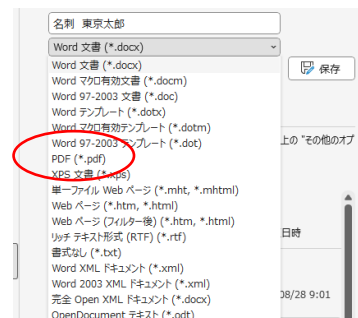 名刺 東京太郎
Word 文書 (*.docx)
Word 文書 (*.docx)
保存
Word マクロ有効文書 (*.docm)
Word 97-2003 文書 (*.doc)
Word テンプレート (*.dotx)
Word マクロ有効テンプレート (*.dotm)
Word 97-2003 テンプレート (*.dot)
上の "その他のオプ
PDF (*.pdf)
XPS 文書 (*.xps)
単一ファイル Web ページ (*.mht, *.mhtml)
Web ページ (*.htm, *.html)
Web ページ (フィルター後) (*.htm, *.html)
リッチ テキスト形式 (RTF) (*.rtf)
日時
書式なし (*.txt)
Word XML ドキュメント (*.xml)
Word 2003 XML ドキュメント (*.xml)
完全 Open XML ドキュメント (*.docx)
08/28 9:01
OpenDocument テキスト (*.odt)